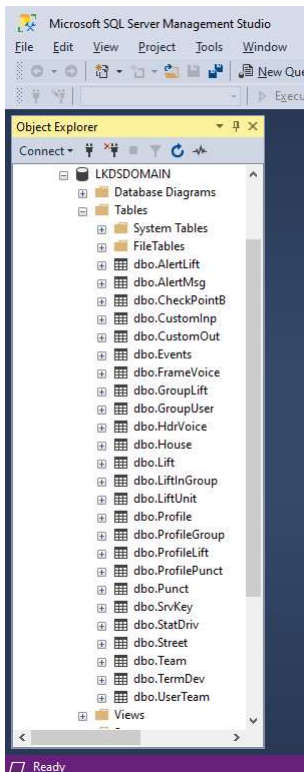 Microsoft SQL Server Management Studio
File Edit View Project Tools Window
New Que
Execu
Object Explorer
Connect
LKDSDOMAIN
Database Diagrams
Tables
System Tables
FileTables
dbo.AlertLift
dbo.AlertMsg
dbo.CheckPointB
dbo.CustomInp
dbo.CustomOut
dbo.Events
dbo.FrameVoice
dbo.GroupLift
dbo.GroupUser
dbo.HdrVoice
dbo.House
dbo.Lift
dbo.LiftInGroup
dbo.LiftUnit
dbo.Profile
dbo.ProfileGroup
dbo.ProfileLift
dbo.ProfilePunct
dbo.Punct
dbo.SrvKey
dbo.StatDriv
dbo.Street
dbo.Team
dbo.TermDev
dbo.UserTeam
Views
Ready